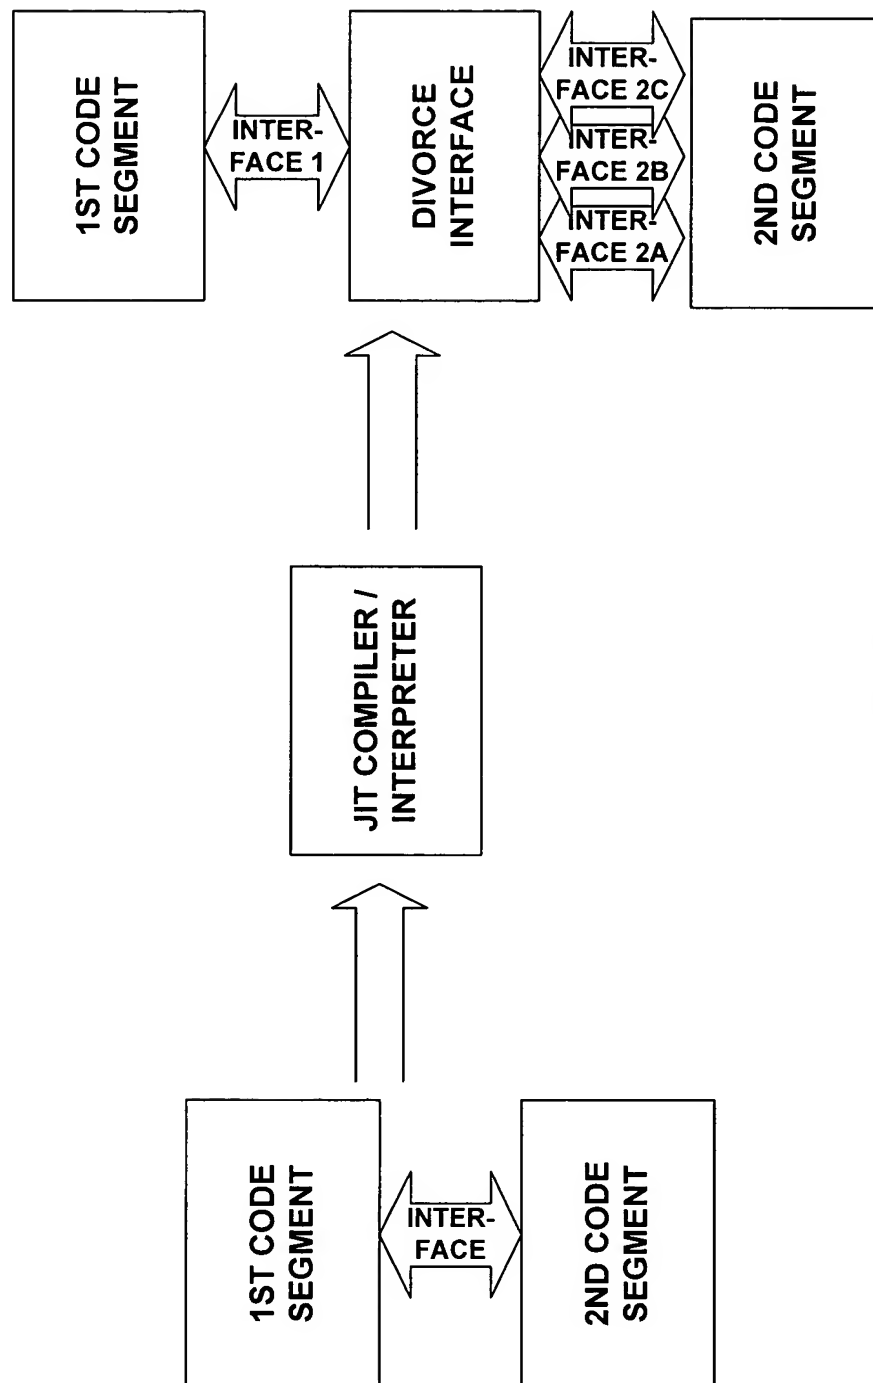 1ST CODE
SEGMENT
INTER-
FACE 1
DIVORCE
INTERFACE
INTER-
FACE 2C
INTER-
FACE 2B
INTER-
FACE 2A
2ND CODE
SEGMENT
JIT COMPILER /
INTERPRETER
1ST CODE
SEGMENT
INTER-
FACE
2ND CODE
SEGMENT